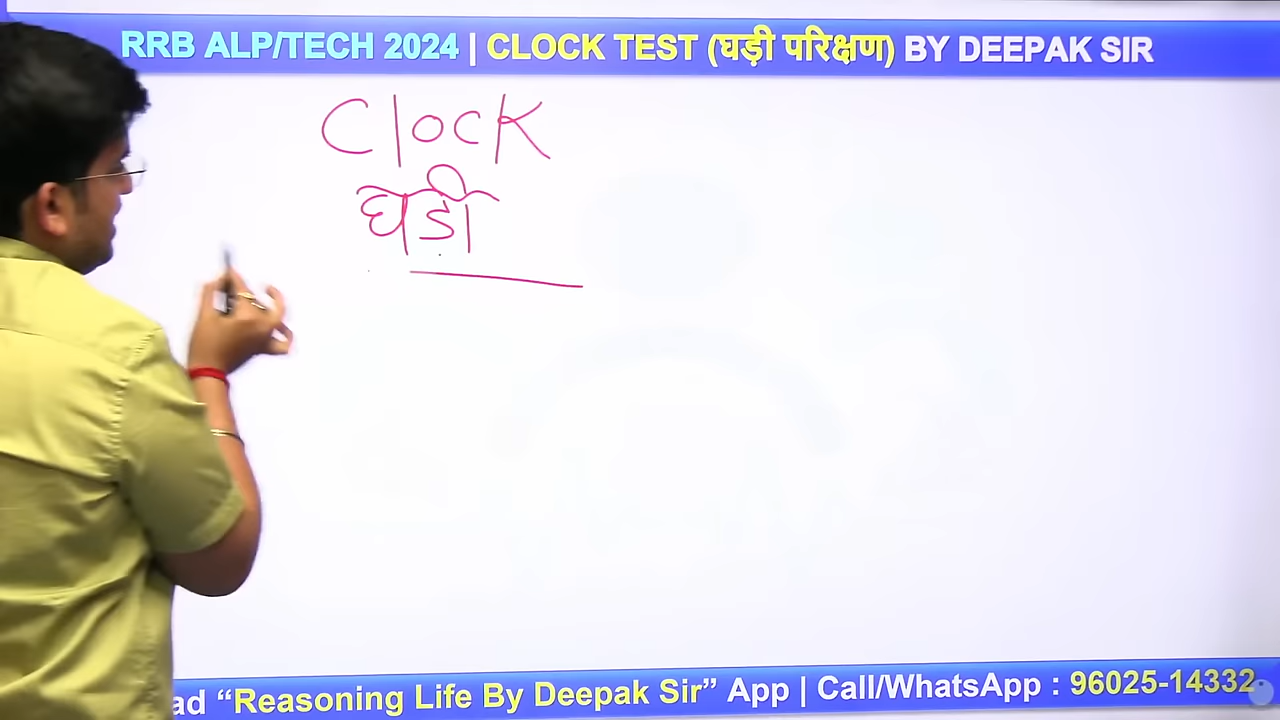 RRB ALP/TECH 2024 | CLOCK TEST (घड़ी परिक्षण) BY DEEPAK SIR
Clock
घड़ी
ad “Reasoning Life By Deepak Sir” App | Call/WhatsApp : 96025-14332